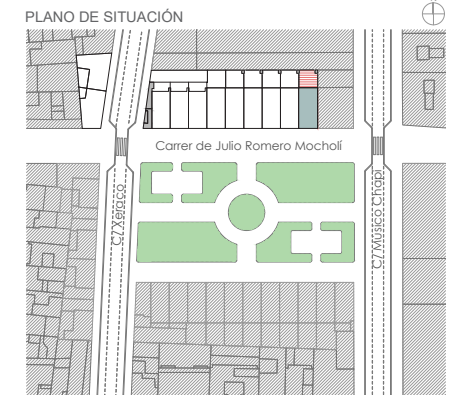 PLANO DE SITUACIÓN
Carrer de Julio Romero Mocholí
C/ Xeraco
C/ Músico Chapí